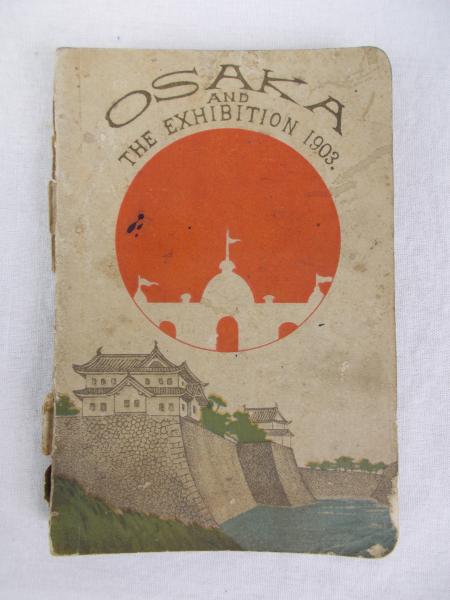 OSAKA
AND
THE EXHIBITION 1903.